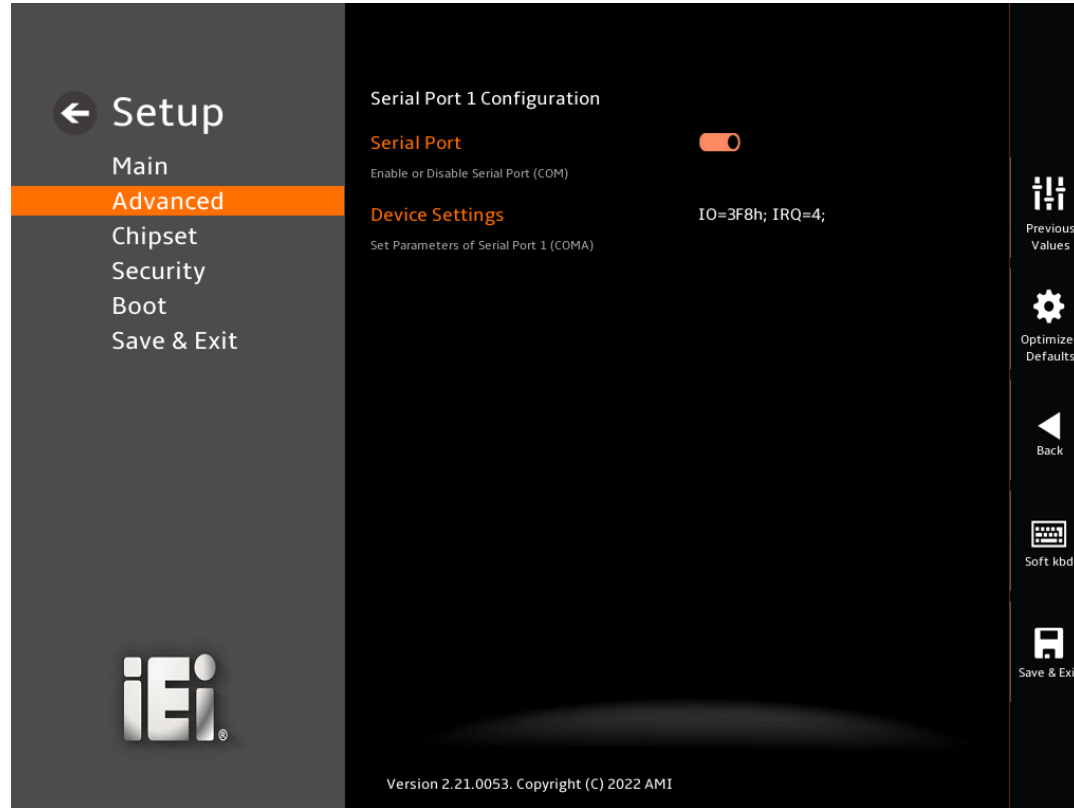 Setup
Main
Advanced
Chipset
Security
Boot
Save & Exit
iEi®
Serial Port 1 Configuration
Serial Port
Enable or Disable Serial Port (COM)
Device Settings
IO=3F8h; IRQ=4;
Set Parameters of Serial Port 1 (COMA)
Version 2.21.0053. Copyright (C) 2022 AMI
Previous
Values
Optimize
Defaults
Back
Soft kbd
Save & Exi